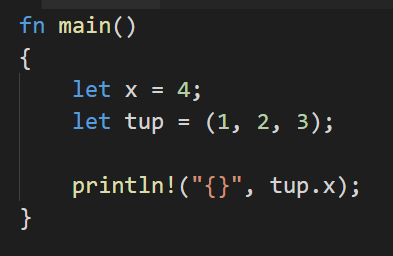 fn main()
{
    let x = 4;
    let tup = (1, 2, 3);

    println!("{}", tup.x);
}